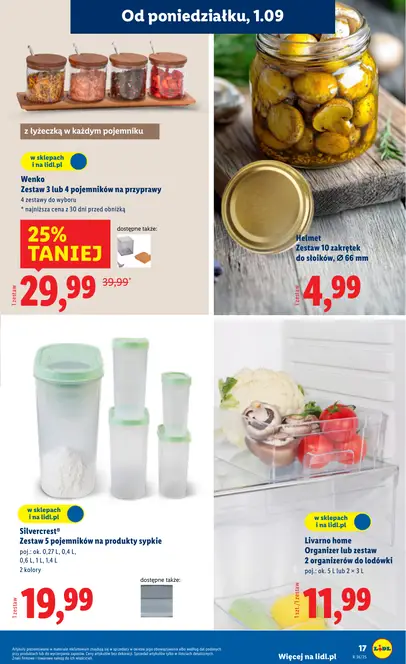 Od poniedziałku, 1.09
z łyżeczką w każdym pojemniku
w sklepach
i na lidl.pl
Wenko
Zestaw 3 lub 4 pojemników na przyprawy
4 zestawy do wyboru
* najniższa cena z 30 dni przed obniżką
25%
TANIEJ
dostępne także:
1 zestaw
29,99
39,99*
Helmet
Zestaw 10 zakrętek
do słoików, Ø 66 mm
1 zestaw
4,99
w sklepach
i na lidl.pl
Silvercrest®
Zestaw 5 pojemników na produkty sypkie
poj.: ok. 0,27 L, 0,4 L,
0,6 L, 1 L, 1,4 L
2 kolory
dostępne także:
1 zestaw
19,99
w sklepach
i na lidl.pl
Livarno home
Organizer lub zestaw
2 organizerów do lodówki
poj.: ok. 5 L lub 2 × 3 L
11,99
Więcej na lidl.pl
17
LIDL